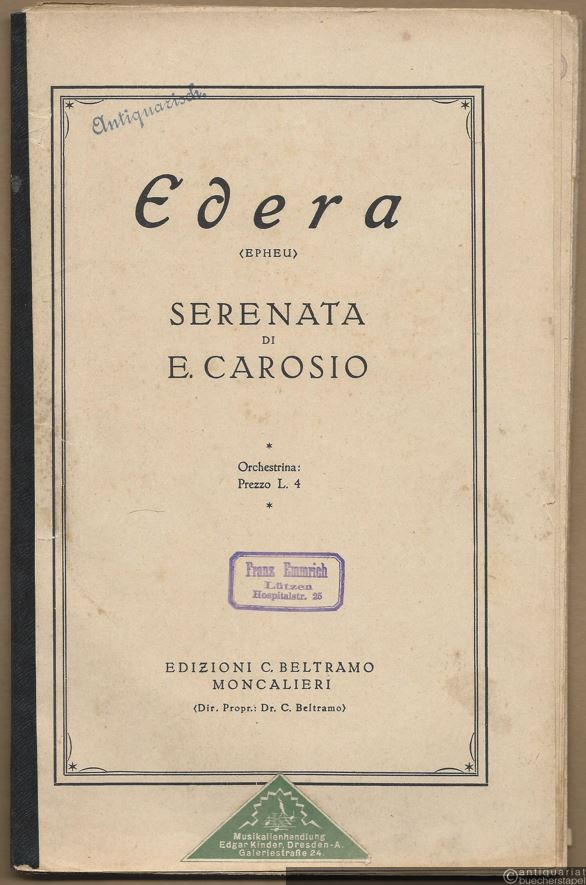 Antiquarisch.
Edera
‹EPHEU›
SERENATA
DI
E. CAROSIO
*
Orchestrina:
Prezzo L. 4
*
Franz Emmrich
Lützen
Hospitalstr. 25
EDIZIONI C. BELTRAMO
MONCALIERI
‹Dir. Propr.: Dr. C. Beltramo›
Musikalienhandlung
Edgar Kinder, Dresden-A.
Galeriestraße 24.
©antiquariat
buecherstapel